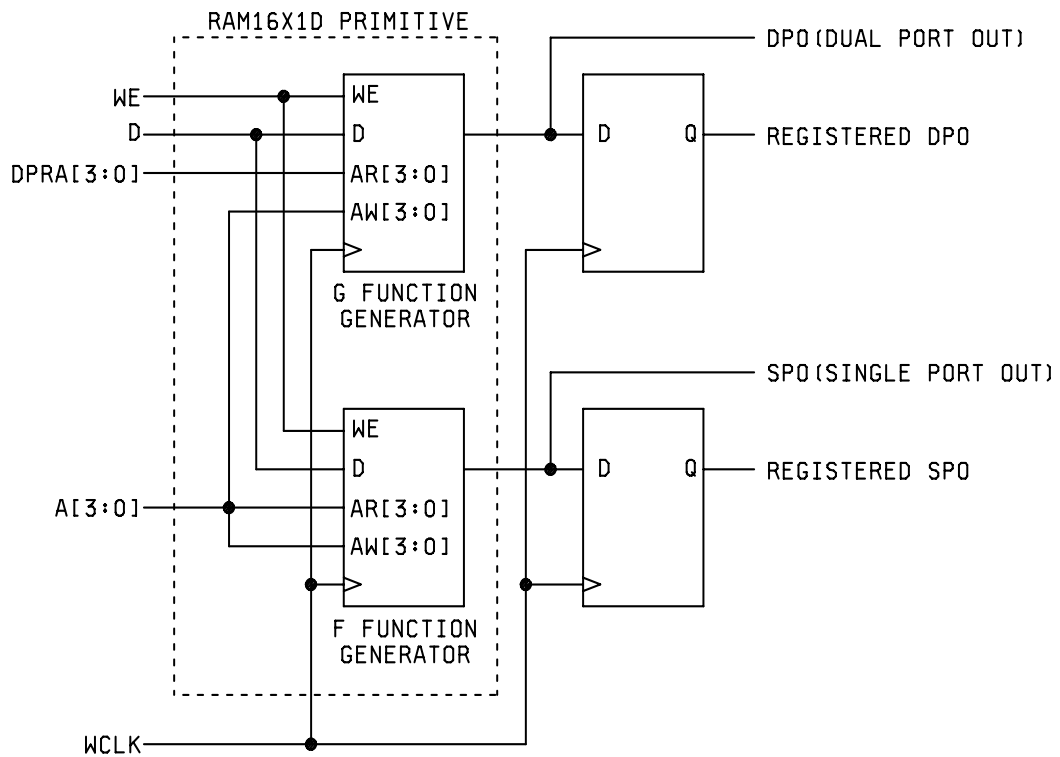 RAM16X1D PRIMITIVE
DPO(DUAL PORT OUT)
WE
WE
D
D
D
Q
REGISTERED DPO
DPRA[3:0]
AR[3:0]
AW[3:0]
G FUNCTION
GENERATOR
SPO(SINGLE PORT OUT)
WE
D
D
Q
REGISTERED SPO
A[3:0]
AR[3:0]
AW[3:0]
F FUNCTION
GENERATOR
WCLK